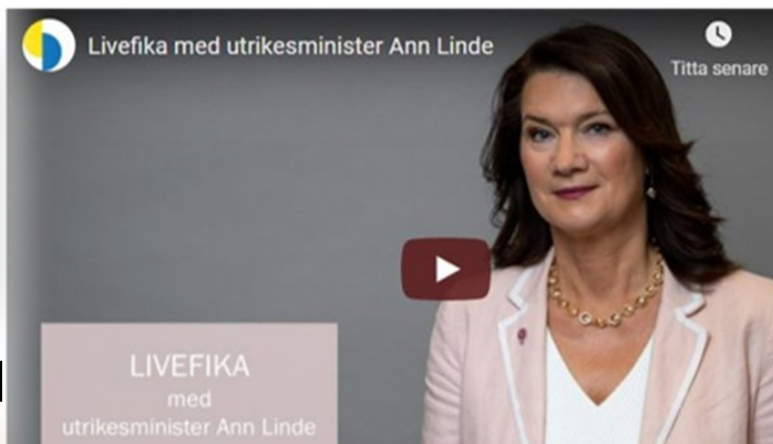 Livefika med utrikesminister Ann Linde
Titta senare
LIVEFIKA
med
utrikesminister Ann Linde